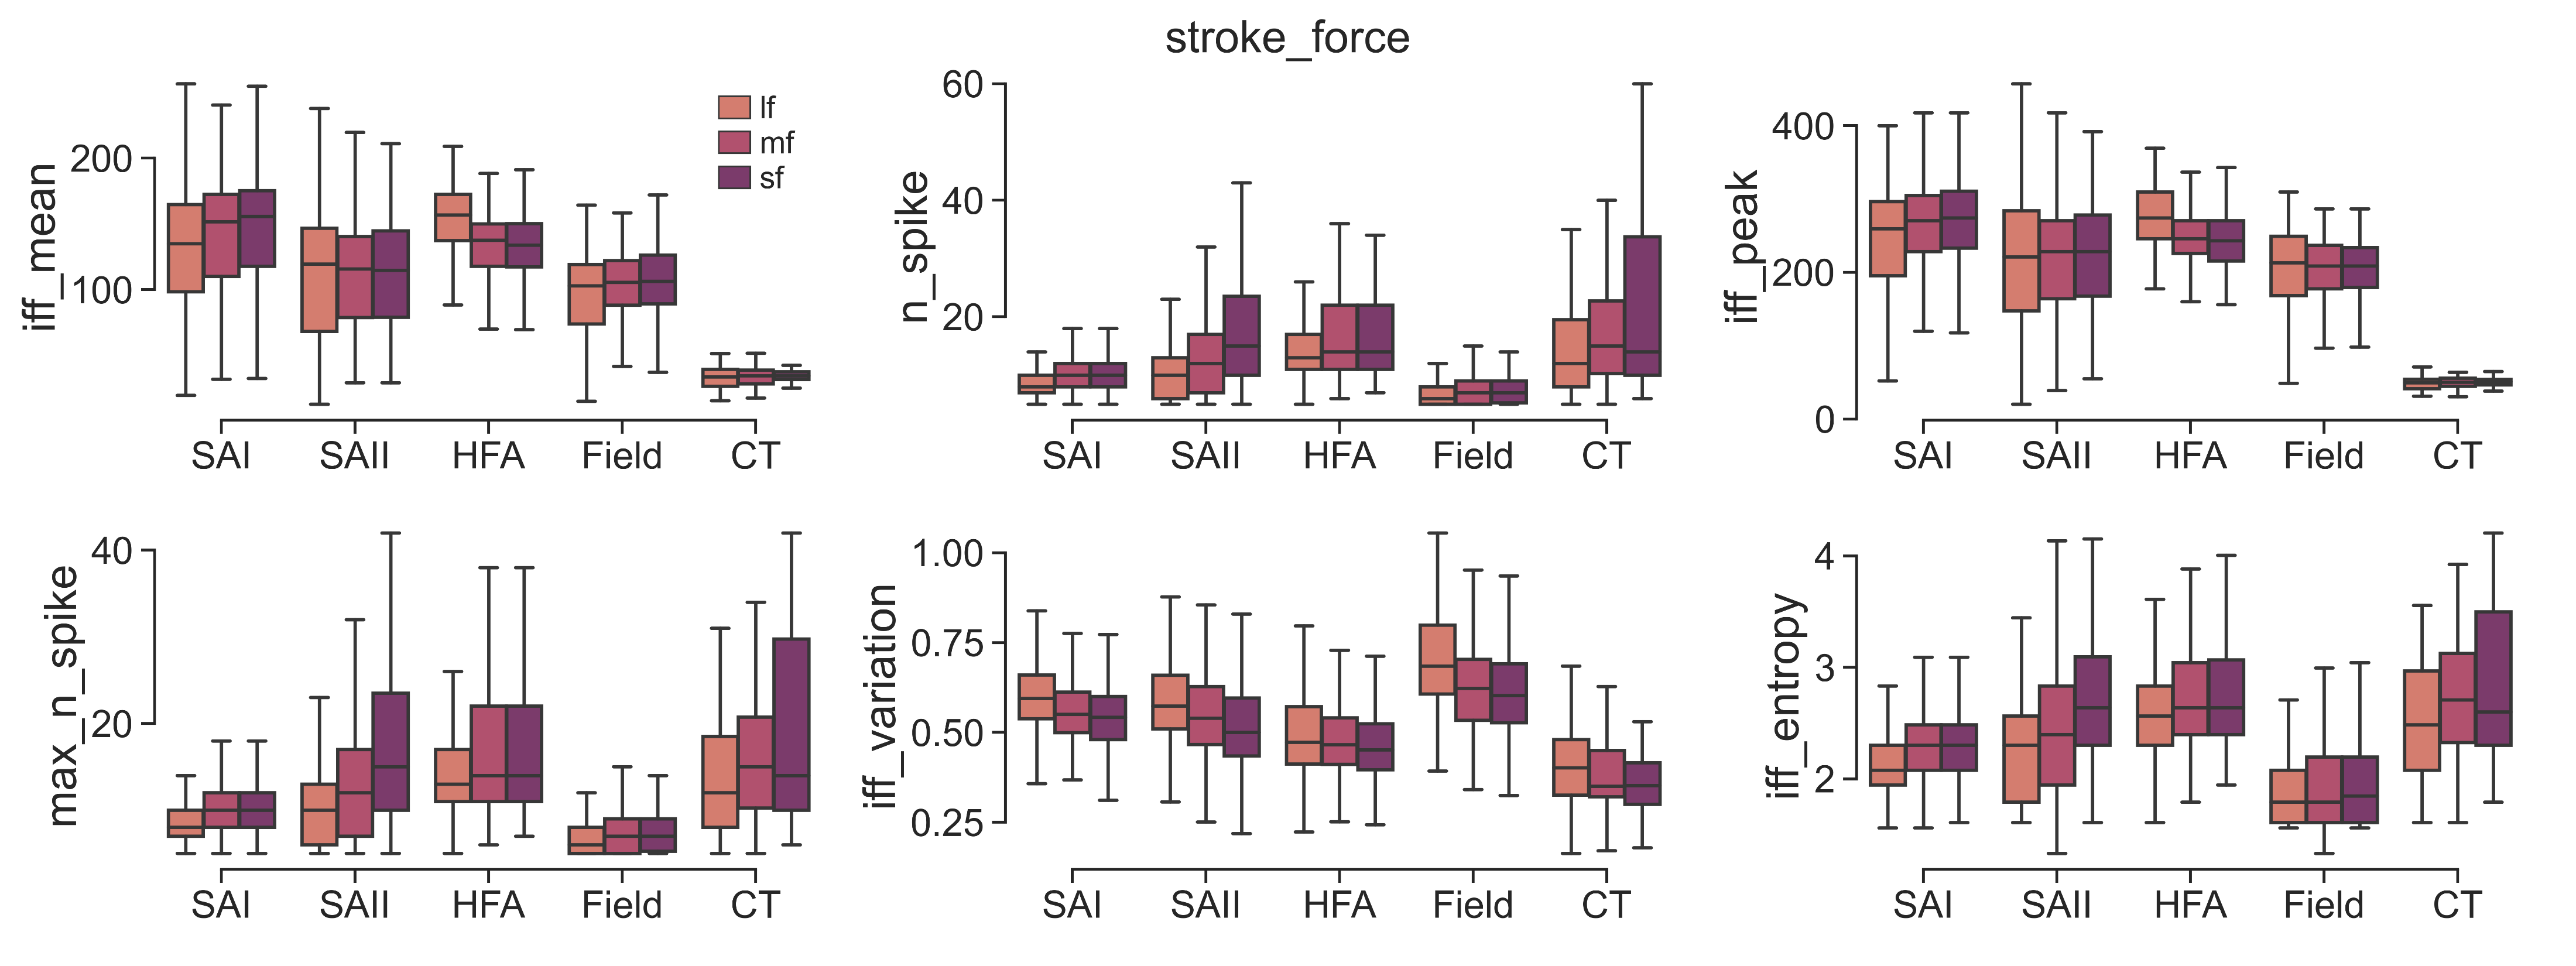 stroke_force
iff_mean
200
100
lf
mf
sf
SAI SAII HFA Field CT
n_spike
60
40
20
SAI SAII HFA Field CT
iff_peak
400
200
0
SAI SAII HFA Field CT
max_n_spike
40
20
SAI SAII HFA Field CT
iff_variation
1.00
0.75
0.50
0.25
SAI SAII HFA Field CT
iff_entropy
4
3
2
SAI SAII HFA Field CT